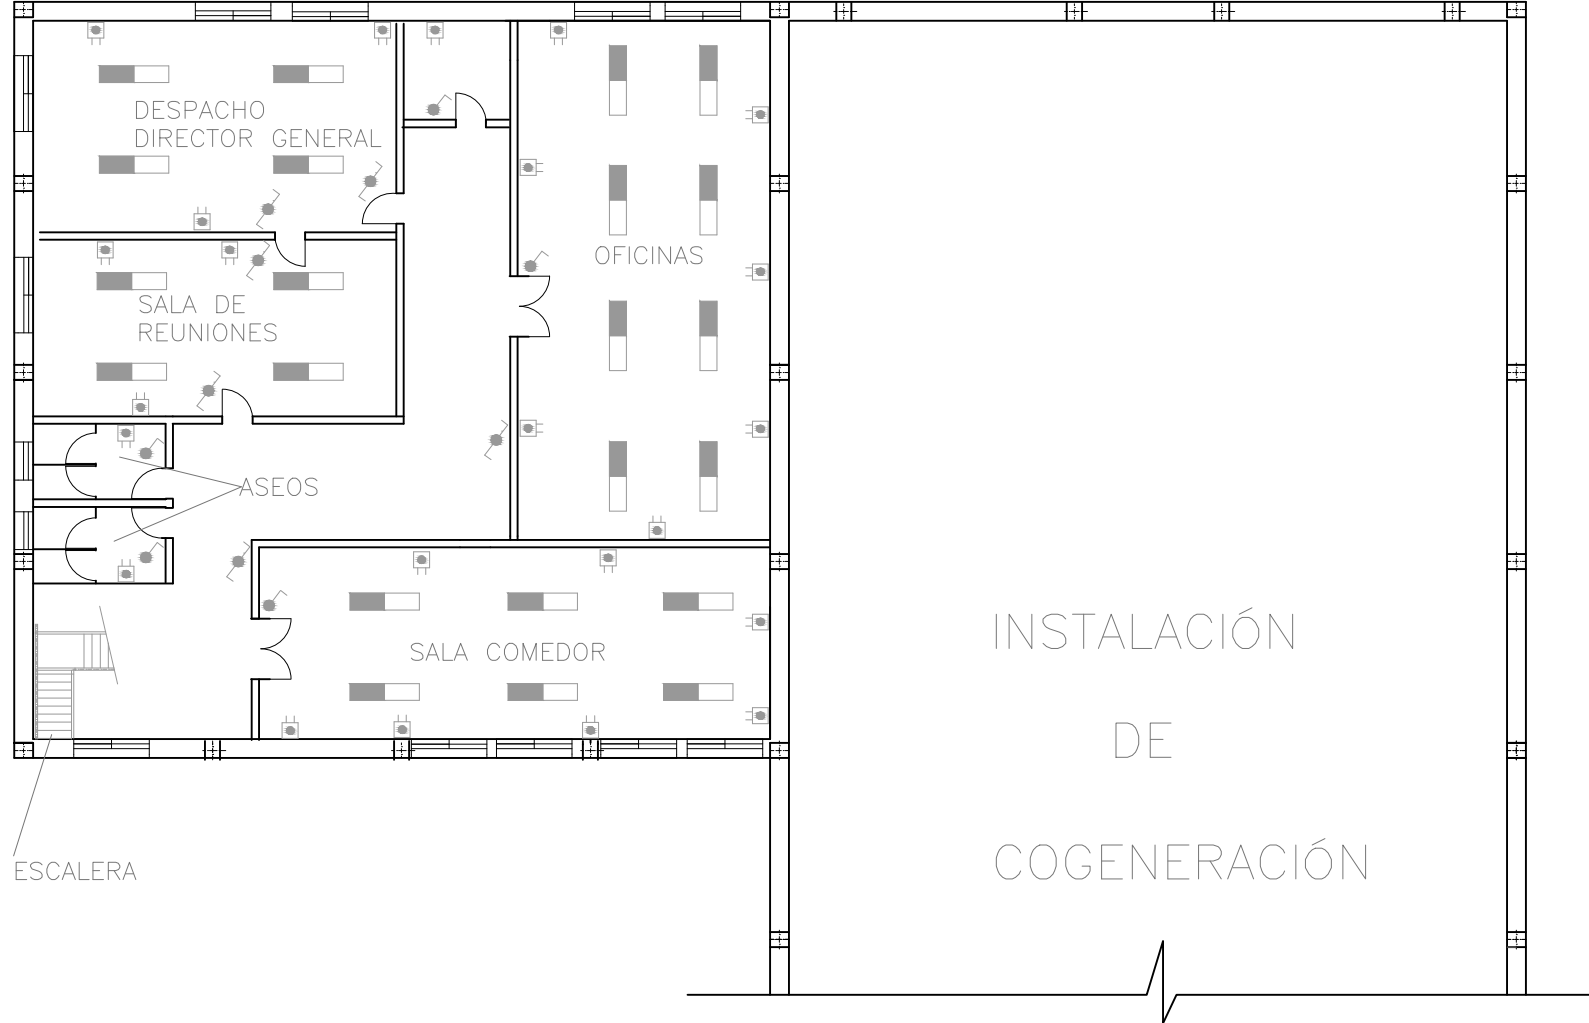 DESPACHO
DIRECTOR GENERAL
OFICINAS
SALA DE
REUNIONES
ASEOS
SALA COMEDOR
ESCALERA
INSTALACIÓN
DE
COGENERACIÓN